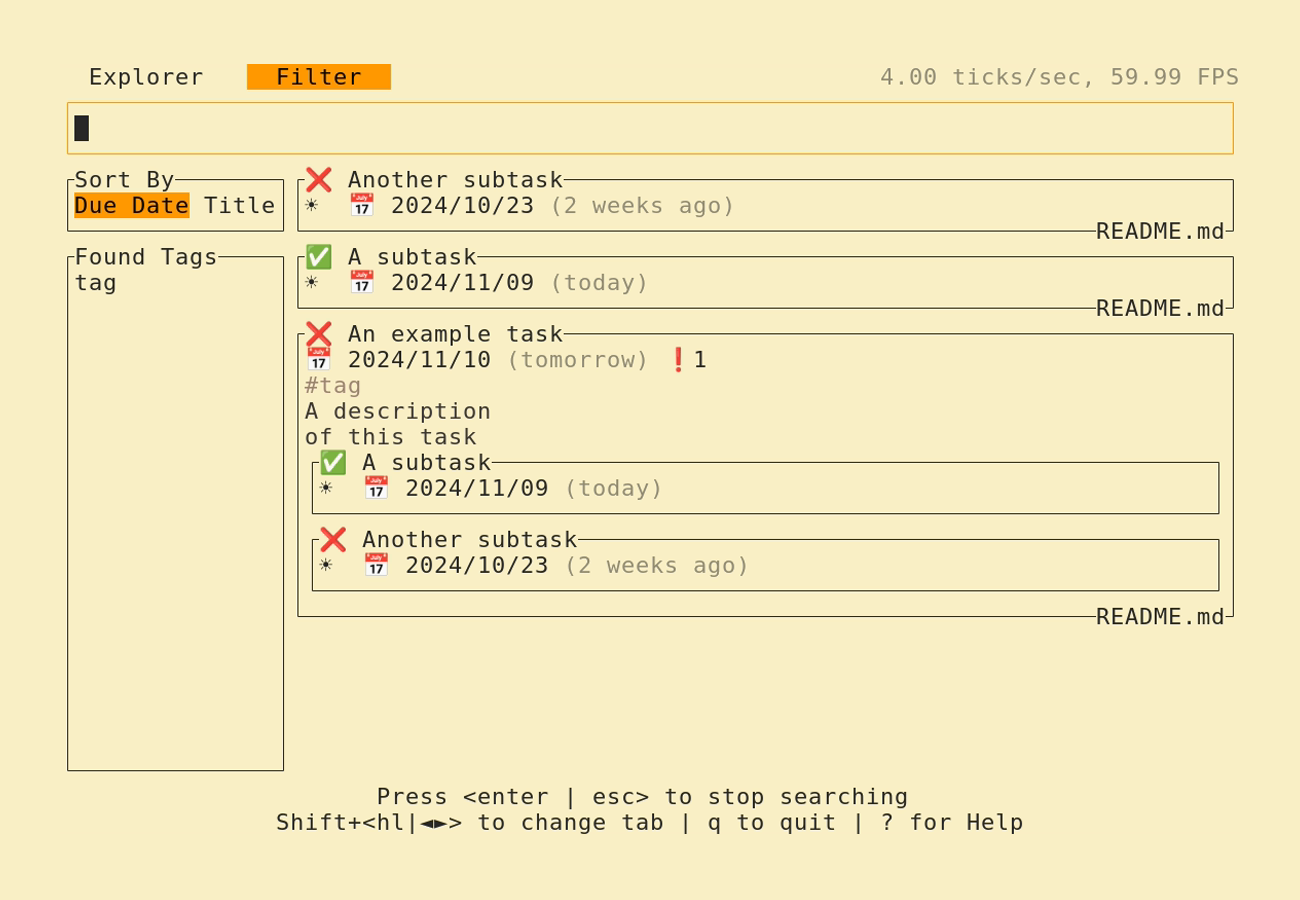 Explorer Filter 4.00 ticks/sec, 59.99 FPS
Sort By
Due Date Title
Found Tags
tag
❌ Another subtask
☀ 📅 2024/10/23 (2 weeks ago)
README.md
✅ A subtask
☀ 📅 2024/11/09 (today)
README.md
❌ An example task
📅 2024/11/10 (tomorrow) ❗1
#tag
A description
of this task
✅ A subtask
☀ 📅 2024/11/09 (today)
❌ Another subtask
☀ 📅 2024/10/23 (2 weeks ago)
README.md
Press <enter | esc> to stop searching
Shift+<hl|◄►> to change tab | q to quit | ? for Help